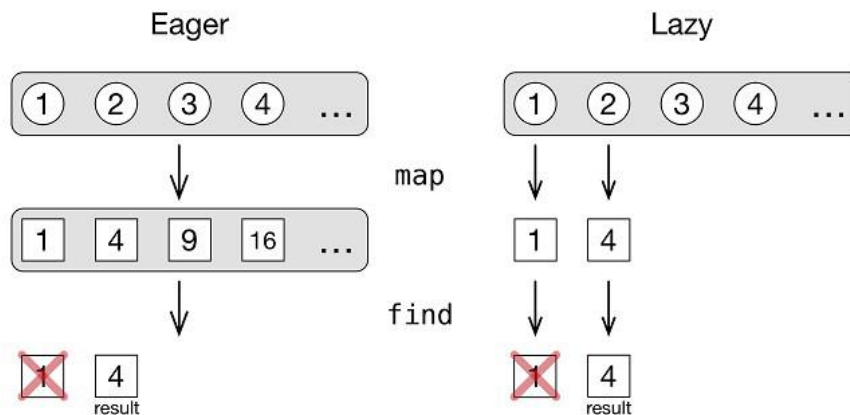 Eager
Lazy
1 2 3 4 ...
1 2 3 4 ...
map
1 4 9 16 ...
1 4
find
1 4
1 4
result
result